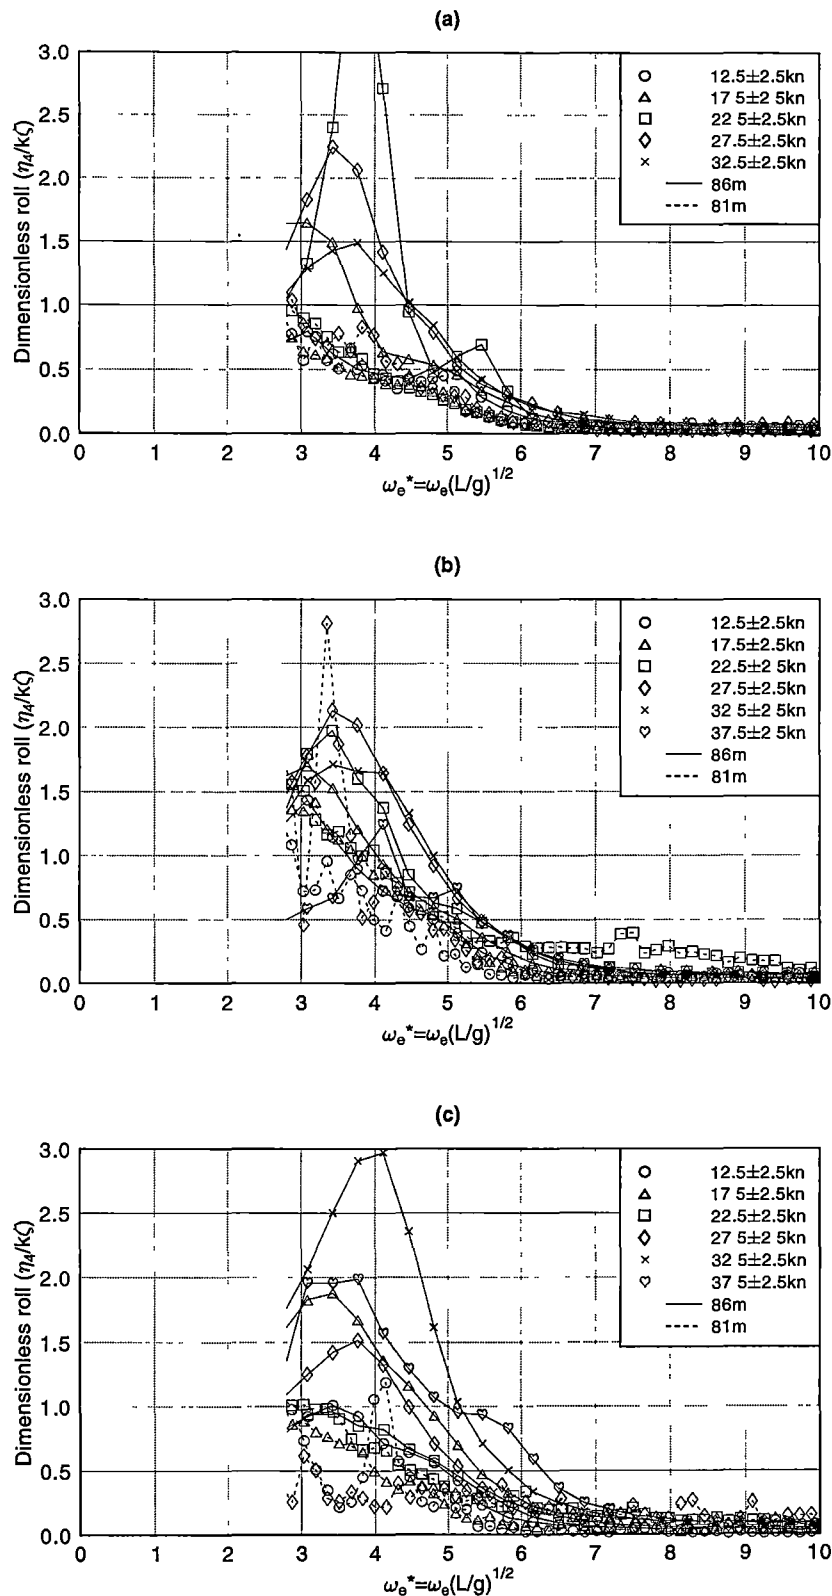 (a)
3.0
2.5
2.0
1.5
1.0
0.5
0.0
Dimensionless roll (η₄/kζ)
12.5±2.5kn
17 5±2 5kn
22 5±2.5kn
27.5±2.5kn
32.5±2.5kn
86m
81m
0 1 2 3 4 5 6 7 8 9 10
ωₑ*=ωₑ(L/g)^1/2
(b)
3.0
2.5
2.0
1.5
1.0
0.5
0.0
Dimensionless roll (η₄/kζ)
12.5±2.5kn
17.5±2.5kn
22.5±2 5kn
27.5±2.5kn
32 5±2 5kn
37.5±2 5kn
86m
81m
0 1 2 3 4 5 6 7 8 9 10
ωₑ*=ωₑ(L/g)^1/2
(c)
3.0
2.5
2.0
1.5
1.0
0.5
0.0
Dimensionless roll (η₄/kζ)
12.5±2.5kn
17 5±2.5kn
22.5±2.5kn
27 5±2 5kn
32 5±2.5kn
37 5±2.5kn
86m
81m
0 1 2 3 4 5 6 7 8 9 10
ωₑ*=ωₑ(L/g)^1/2